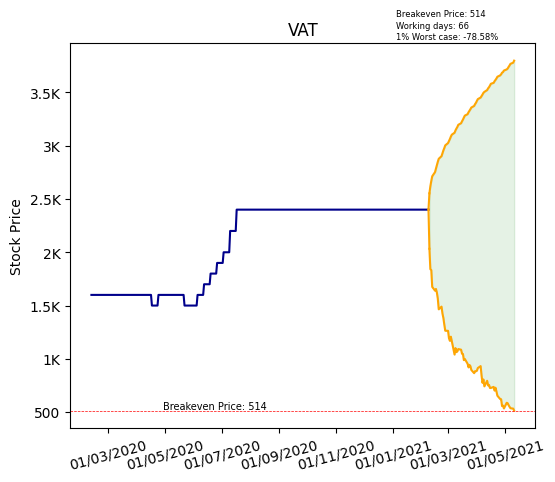 Breakeven Price: 514
Working days: 66
1% Worst case: -78.58%
VAT
Stock Price
3.5K
3K
2.5K
2K
1.5K
1K
500
Breakeven Price: 514
01/03/2020
01/05/2020
01/07/2020
01/09/2020
01/11/2020
01/01/2021
01/03/2021
01/05/2021